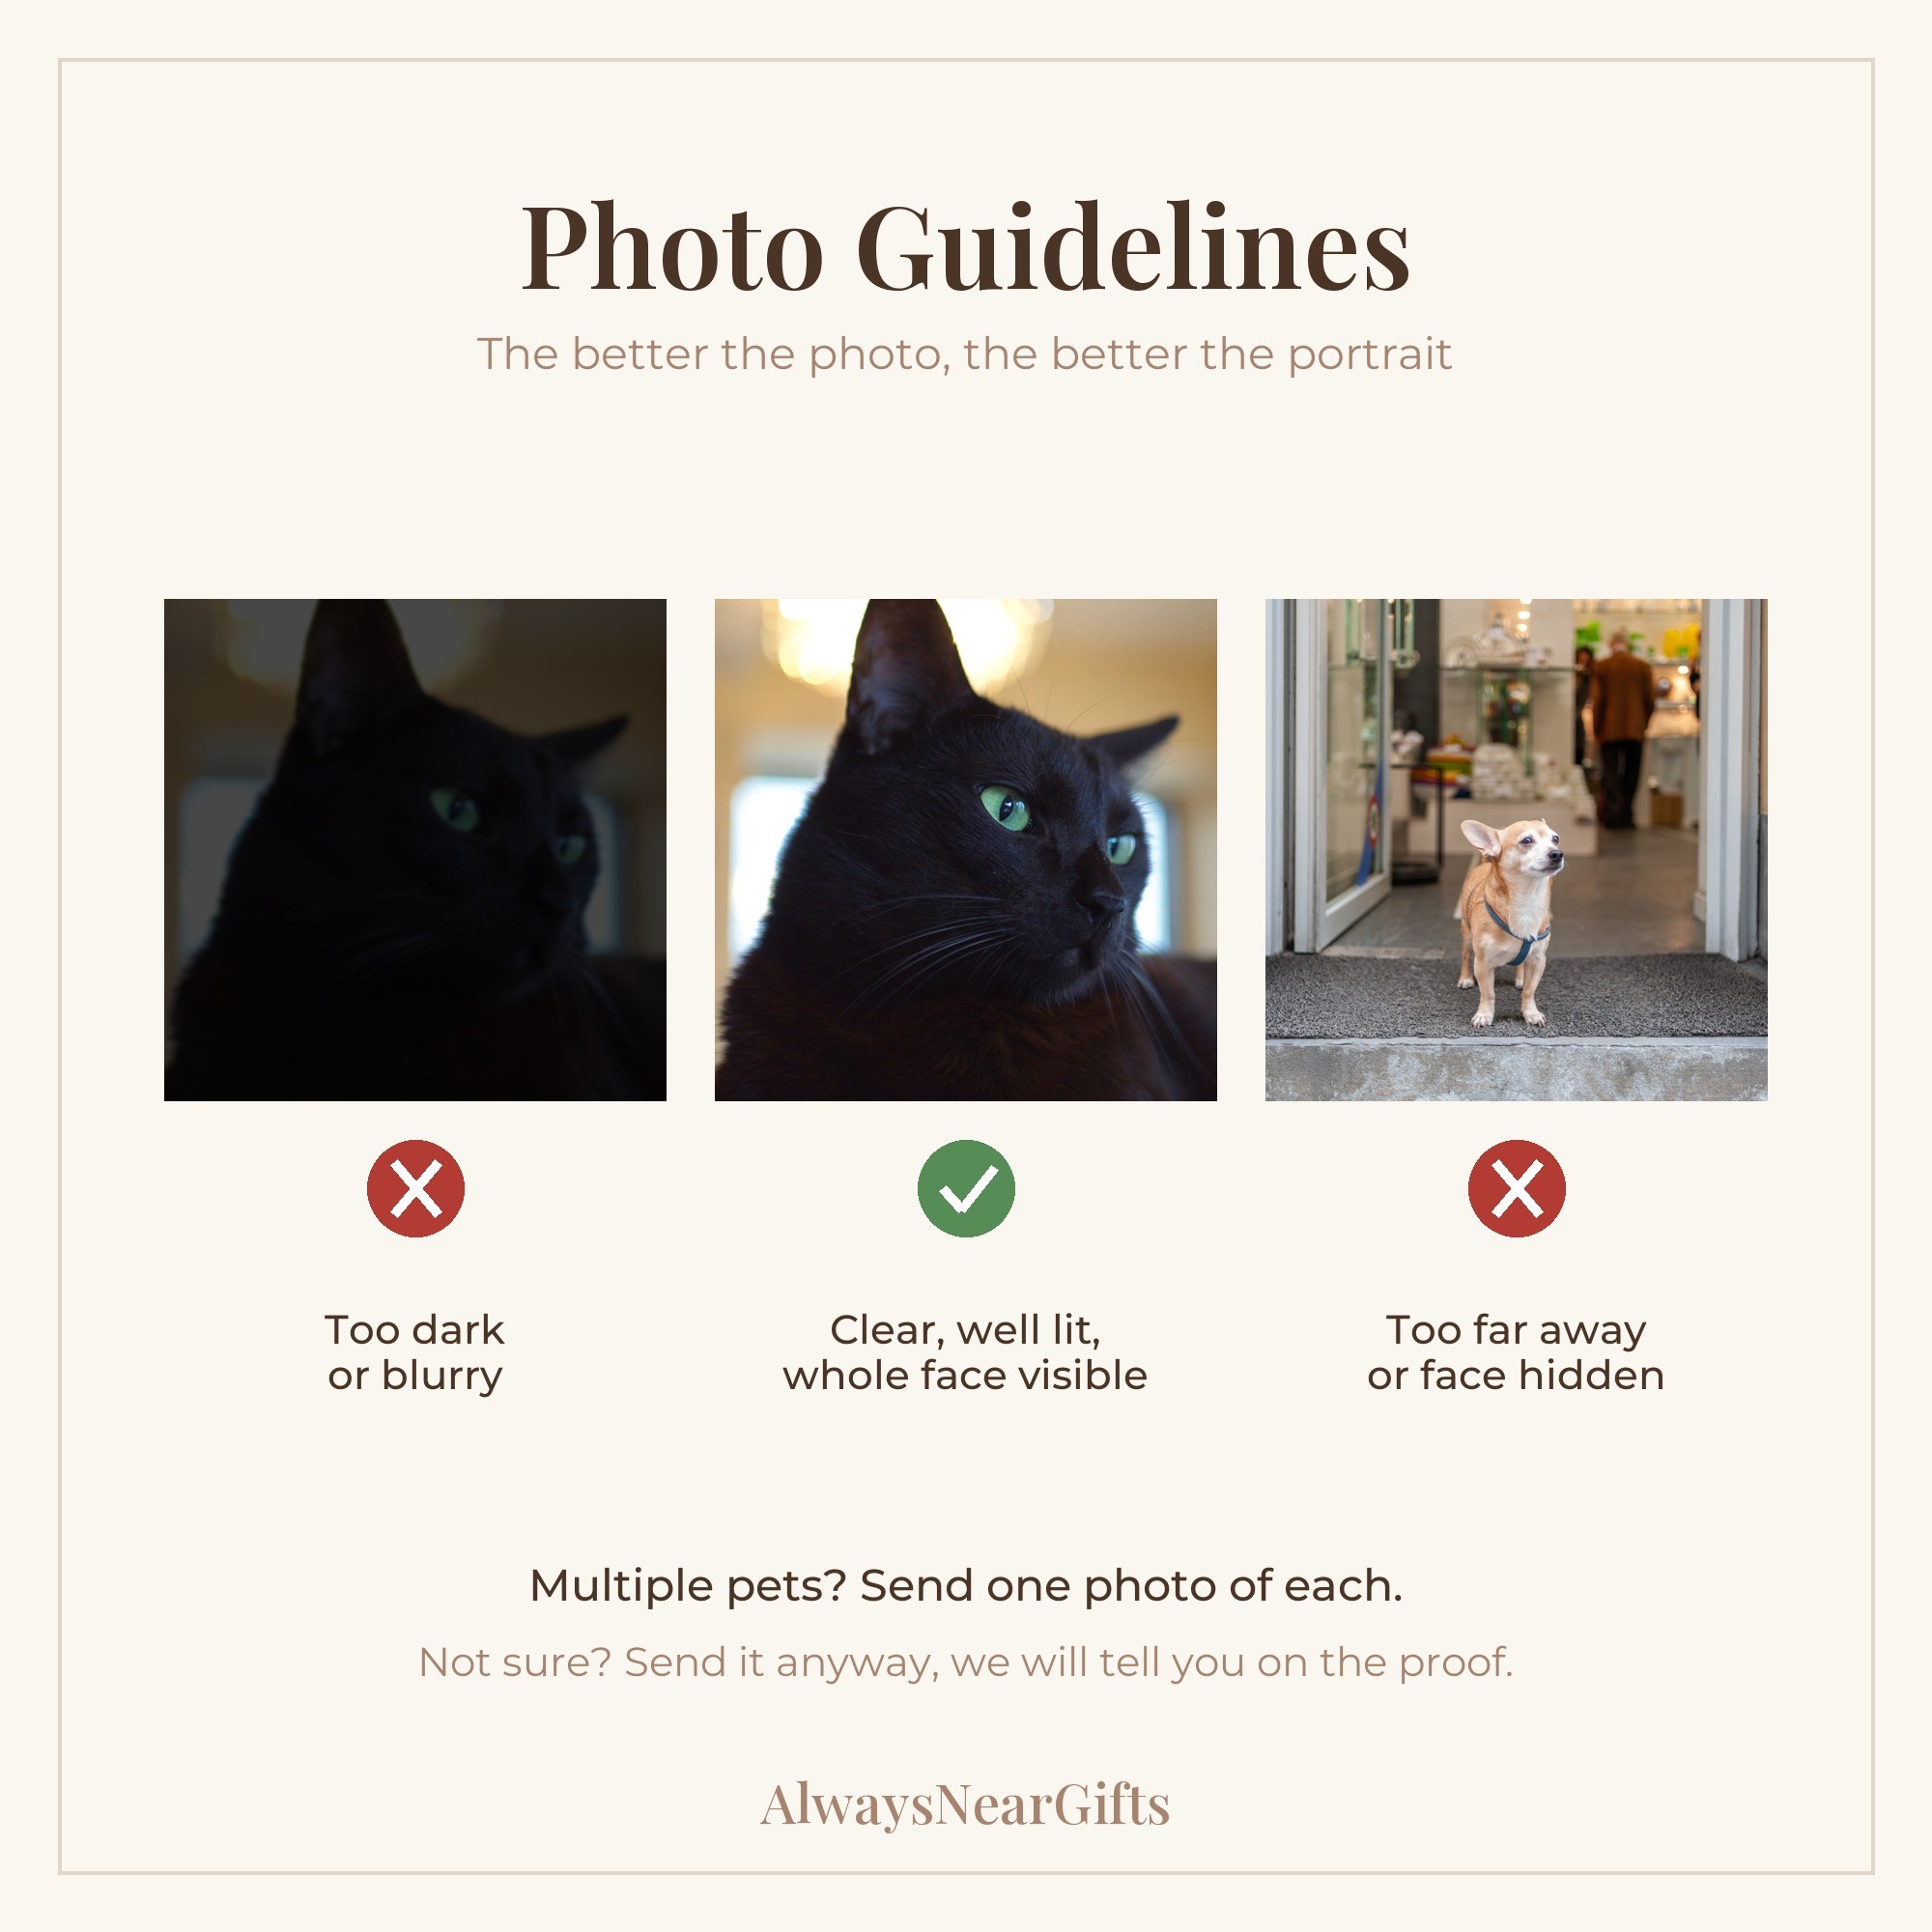 Photo Guidelines
The better the photo, the better the portrait
Too dark
or blurry
Clear, well lit,
whole face visible
Too far away
or face hidden
Multiple pets? Send one photo of each.
Not sure? Send it anyway, we will tell you on the proof.
AlwaysNearGifts